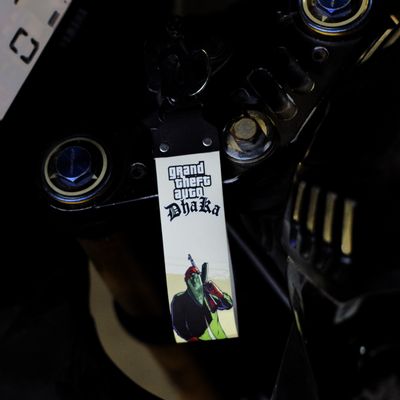 grand
theft
auto
Dhaka